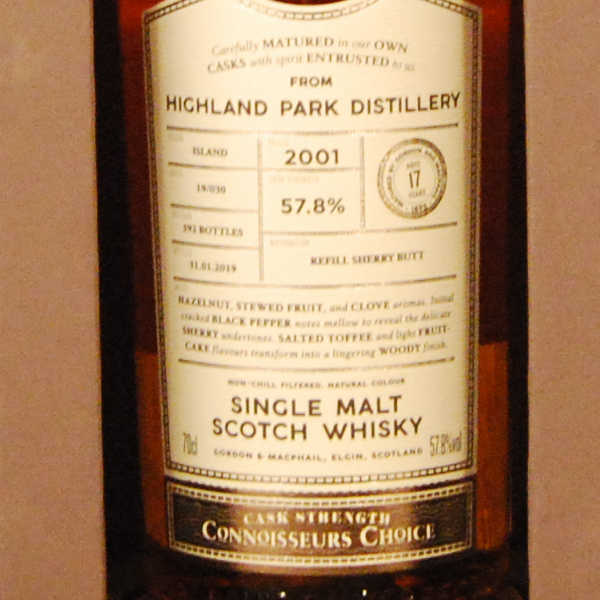 Carefully MATURED in our OWN
CASKS with spirit ENTRUSTED to us
FROM
HIGHLAND PARK DISTILLERY
ISLAND
2001
AGED
17
YEARS
19/030
57.8%
591 BOTTLES
REFILL SHERRY BUTT
31.01.2019
HAZELNUT, STEWED FRUIT, and CLOVE aromas. Initial
cracked BLACK PEPPER notes mellow to reveal the delicate
SHERRY undertones. SALTED TOFFEE and light FRUIT-
CAKE flavours transform into a lingering WOODY finish.
NON-CHILL FILTERED, NATURAL COLOUR
SINGLE MALT
SCOTCH WHISKY
70cl
57.8%vol
GORDON & MACPHAIL, ELGIN, SCOTLAND
CASK STRENGTH
CONNOISSEURS CHOICE